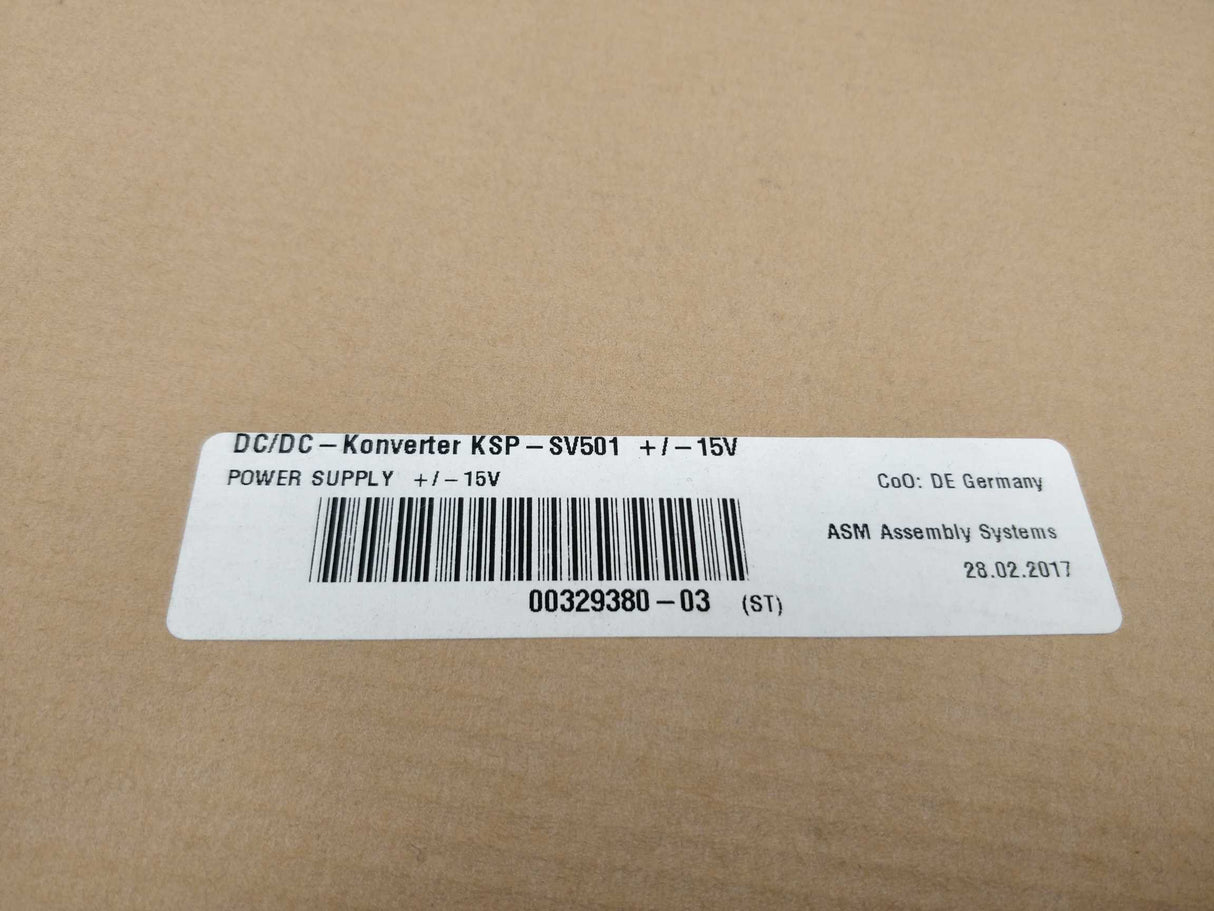 DC/DC-Konverter KSP-SV501 +/-15V
POWER SUPPLY +/-15V
CoO: DE Germany
ASM Assembly Systems
28.02.2017
00329380-03 (ST)